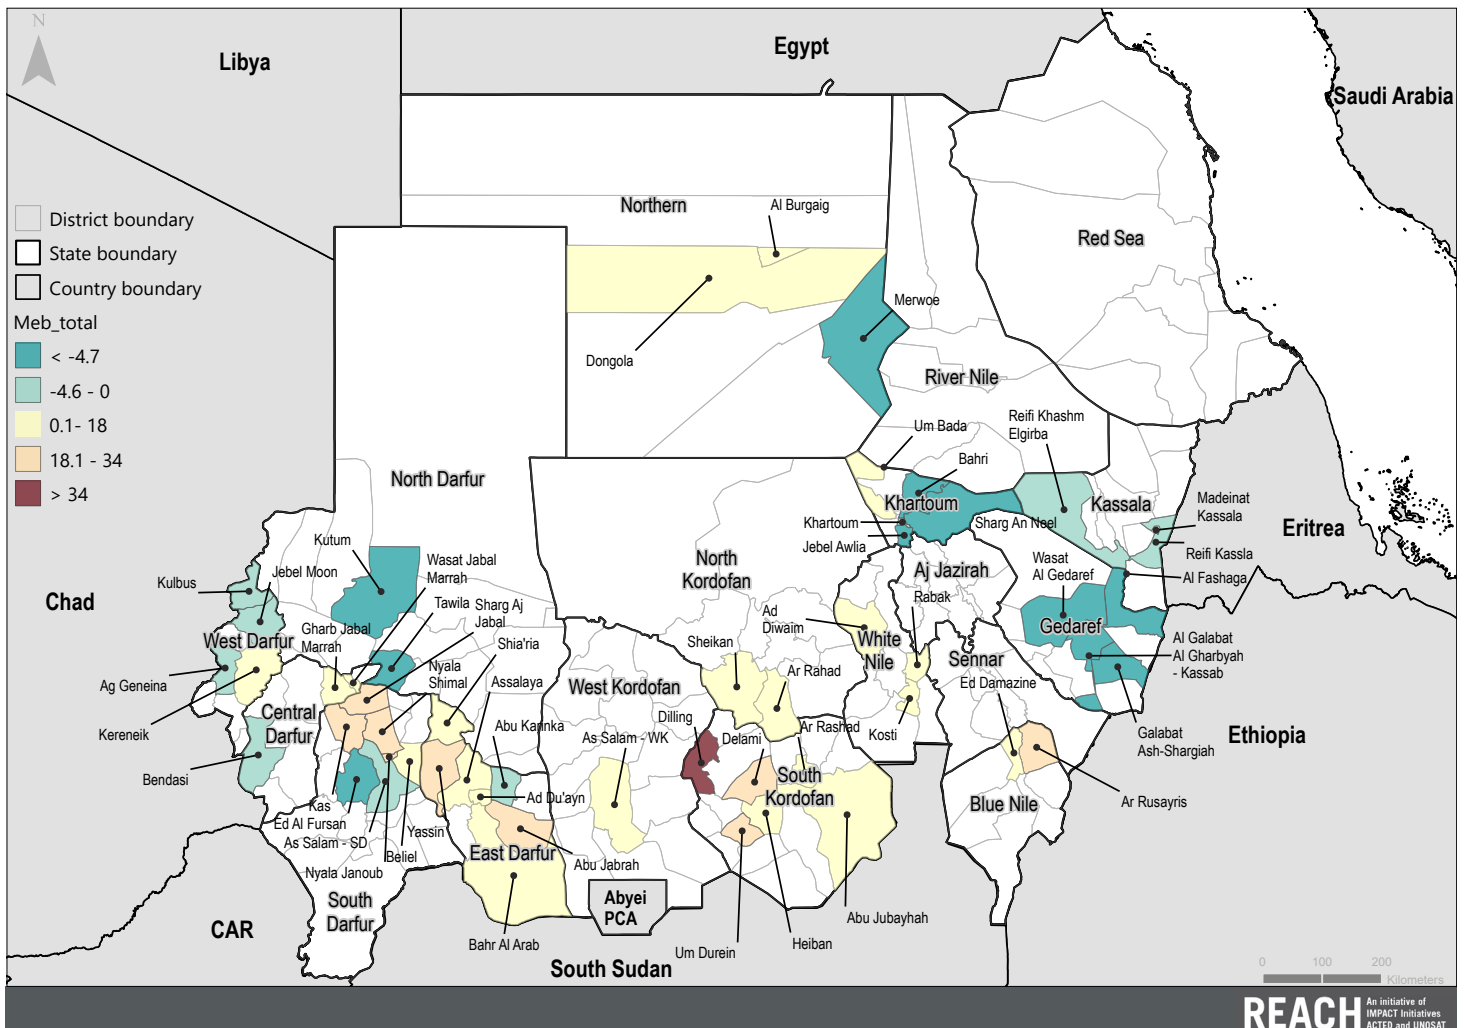 N
Libya
Egypt
Saudi Arabia
District boundary
State boundary
Country boundary
Meb_total
< -4.7
-4.6 - 0
0.1- 18
18.1 - 34
> 34
Northern
Al Burgaig
Red Sea
Merwoe
Dongola
River Nile
Um Bada
Reifi Khashm
Elgirba
Bahri
North Darfur
Khartoum
Kassala
Madeinat
Kassala
Khartoum
Sharg An Neel
Eritrea
Jebel Awlia
Reifi Kassla
Kutum
Wasat Jabal
Marrah
North
Kordofan
Wasat
Al Gedaref
Al Fashaga
Kulbus
Jebel Moon
Aj Jazirah
Chad
Tawila
Sharg Aj
Jabal
Rabak
Ad
Diwaim
West Darfur
Gharb Jabal
Marrah
Shia'ria
Sheikan
White
Nile
Gedaref
Al Galabat
Al Gharbyah
- Kassab
Nyala
Shimal
Assalaya
Ar Rahad
Sennar
Ag Geneina
West Kordofan
Ed Damazine
Central
Darfur
Abu Karinka
Dilling
Ar Rashad
Kereneik
As Salam - WK
Delami
Kosti
Galabat
Ash-Shargiah
Ethiopia
Bendasi
South
Kordofan
Kas
Ad Du'ayn
Ar Rusayris
Blue Nile
Ed Al Fursan
Yassin
As Salam - SD
Beliel
East Darfur
Abu Jabrah
Nyala Janoub
South
Darfur
Abyei
PCA
Abu Jubayhah
CAR
Bahr Al Arab
Um Durein
Heiban
South Sudan
0 100 200
Kilometers
REACH
An initiative of
IMPACT Initiatives
ACTED and UNOSAT